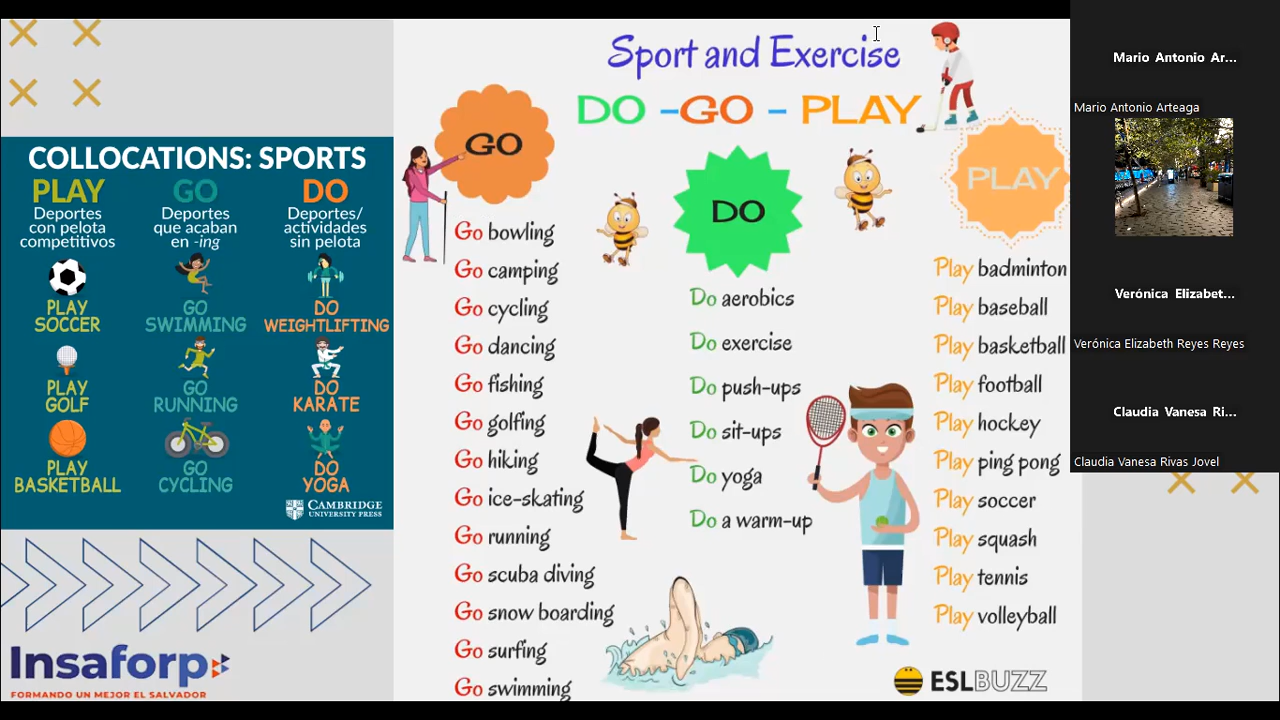 COLLOCATIONS: SPORTS
PLAY
Deportes
con pelota
competitivos
GO
Deportes
que acaban
en -ing
DO
Deportes/
actividades
sin pelota
PLAY
SOCCER
GO
SWIMMING
DO
WEIGHTLIFTING
PLAY
GOLF
GO
RUNNING
DO
KARATE
PLAY
BASKETBALL
GO
CYCLING
DO
YOGA
CAMBRIDGE
UNIVERSITY PRESS
Insaforp
FORMANDO UN MEJOR EL SALVADOR
Sport and Exercise
DO - GO - PLAY
GO
Go bowling
Go camping
Go cycling
Go dancing
Go fishing
Go golfing
Go hiking
Go ice-skating
Go running
Go scuba diving
Go snow boarding
Go surfing
Go swimming
DO
Do aerobics
Do exercise
Do push-ups
Do sit-ups
Do yoga
Do a warm-up
PLAY
Play badminton
Play baseball
Play basketball
Play football
Play hockey
Play ping pong
Play soccer
Play squash
Play tennis
Play volleyball
ESLBUZZ
Mario Antonio Ar...
Mario Antonio Arteaga
Verónica Elizabet...
Verónica Elizabeth Reyes Reyes
Claudia Vanesa Ri...
Claudia Vanesa Rivas Jovel